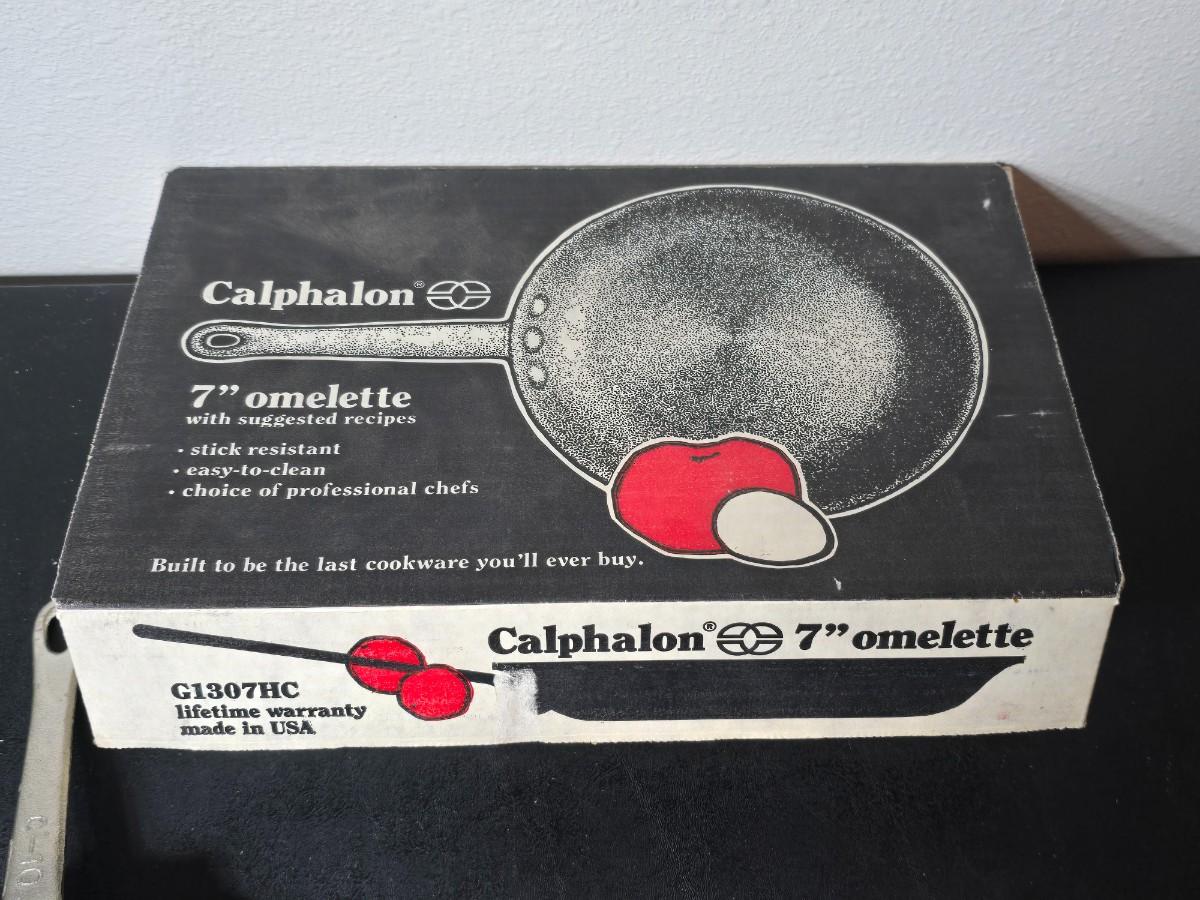 Calphalon®
7” omelette
with suggested recipes
• stick resistant
• easy-to-clean
• choice of professional chefs
Built to be the last cookware you'll ever buy.
Calphalon® 7” omelette
G1307HC
lifetime warranty
made in USA